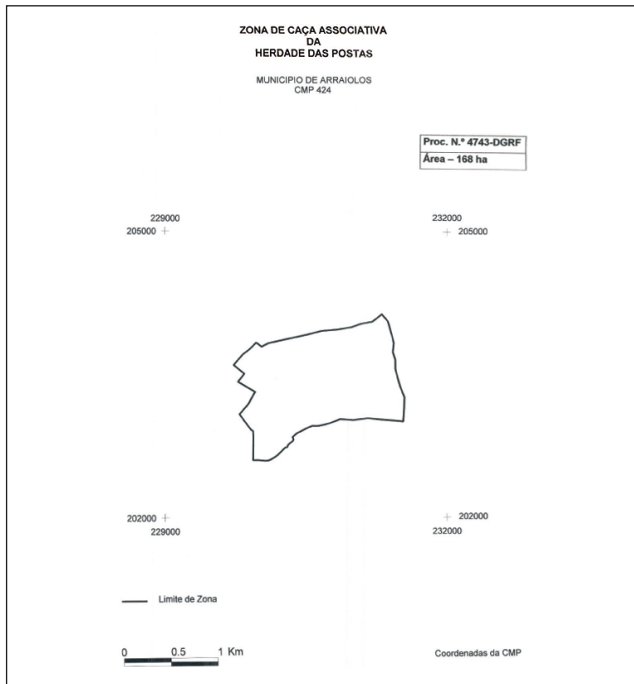 ZONA DE CAÇA ASSOCIATIVA
DA
HERDADE DAS POSTAS
MUNICIPIO DE ARRAIOLOS
CMP 424
Proc. N.º 4743-DGRF
Área – 168 ha
229000
232000
205000
205000
202000
202000
229000
232000
Limite de Zona
0 0.5 1 Km
Coordenadas da CMP